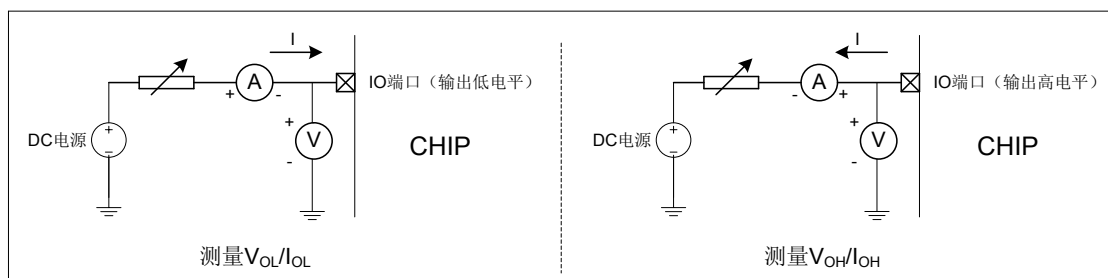 I
A
+
-
IO端口（输出低电平）
DC电源
+
−
+
V
-
CHIP
测量VOL/IOL
I
A
-
+
IO端口（输出高电平）
DC电源
+
−
+
V
-
CHIP
测量VOH/IOH